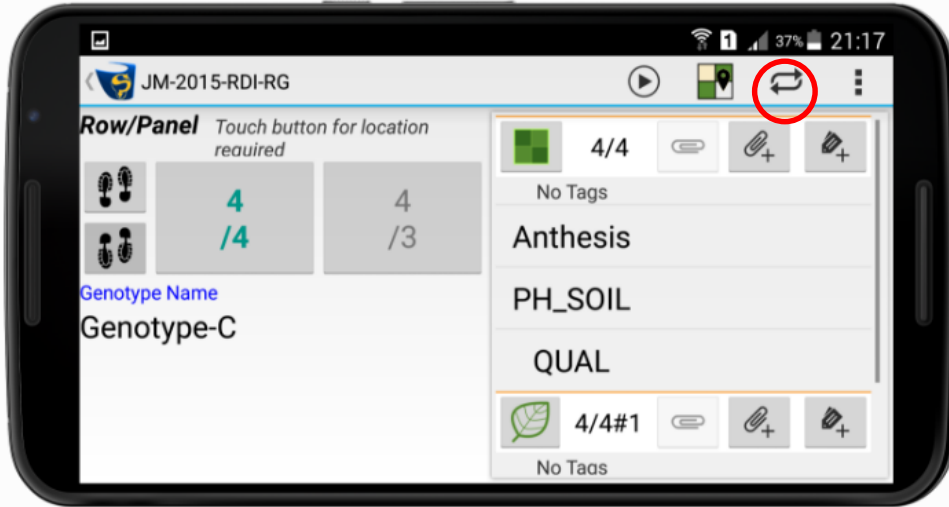 1 37% 21:17
JM-2015-RDI-RG
Row/Panel Touch button for location
required
4
/4
4
/3
Genotype Name
Genotype-C
4/4
No Tags
Anthesis
PH_SOIL
QUAL
4/4#1
No Tags